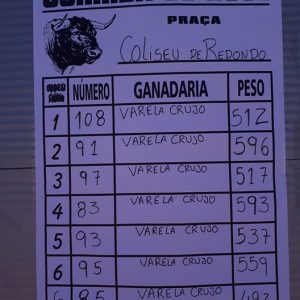 PRAÇA
COLISEU DE REDONDO
NÚMERO GANADARIA PESO
1 108 VARELA CRUJO 512
2 91 VARELA CRUJO 596
3 97 VARELA CRUJO 517
4 83 VARELA CRUJO 593
5 93 VARELA CRUJO 537
6 95 VARELA CRUJO 559
85 VARELA CRUJO